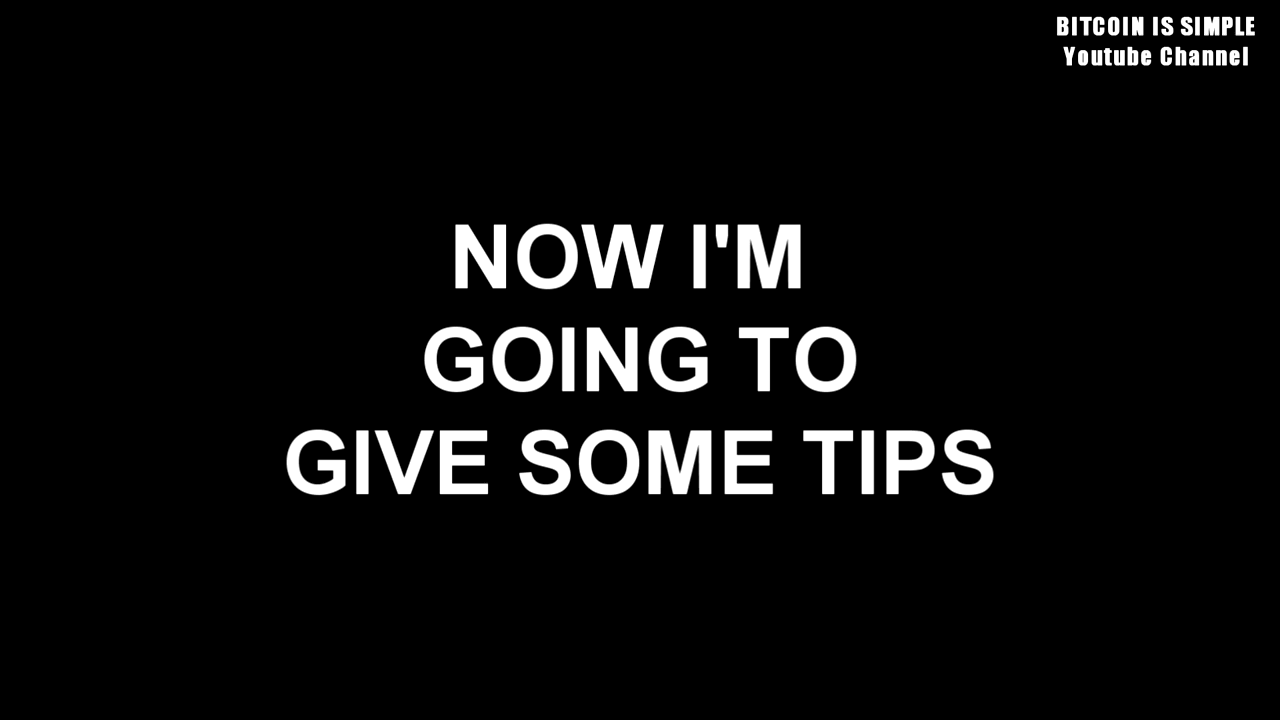 BITCOIN IS SIMPLE
Youtube Channel
NOW I'M
GOING TO
GIVE SOME TIPS